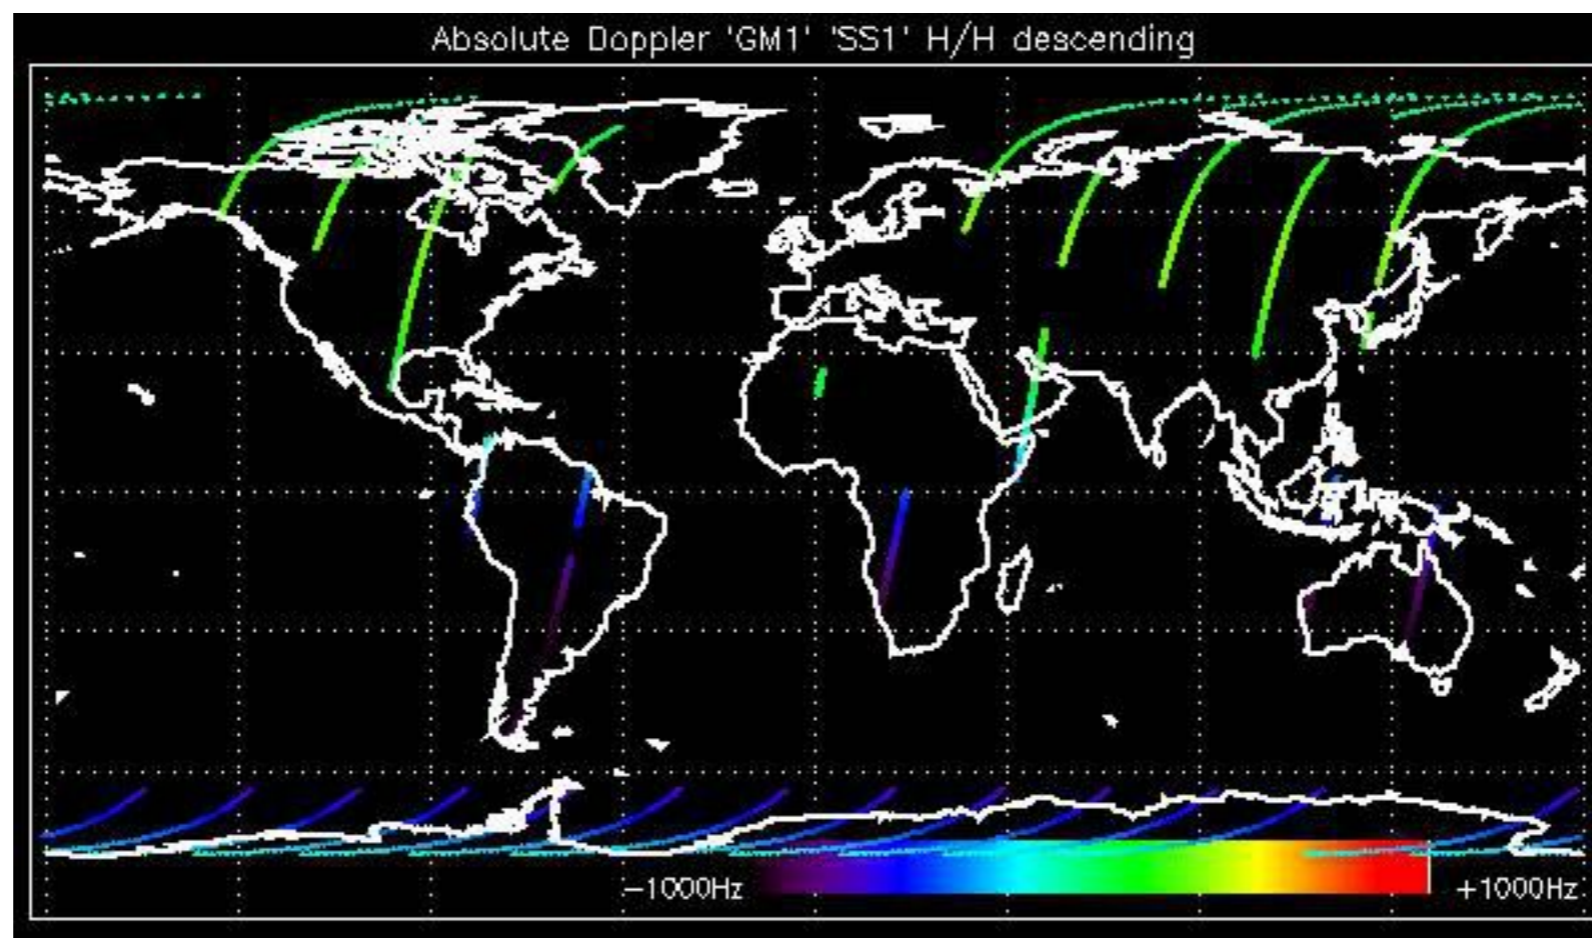 Absolute Doppler 'GM1' 'SS1' H/H descending
−1000Hz
+1000Hz